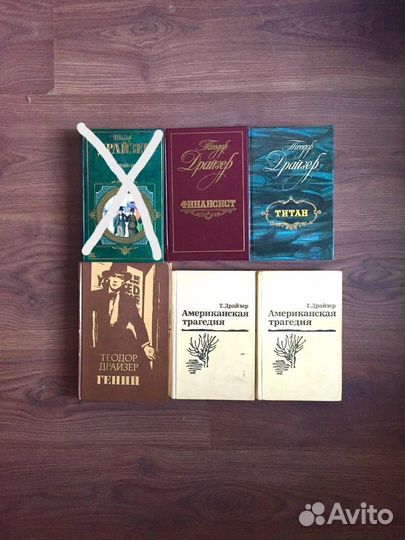 Теодор
Драйзер
ФИНАНСИСТ
Теодор
Драйзер
ТИТАН
ТЕОДОР
ДРАЙЗЕР
ГЕНИЙ
Т. Драйзер
Американская
трагедия
Т. Драйзер
Американская
трагедия
Avito